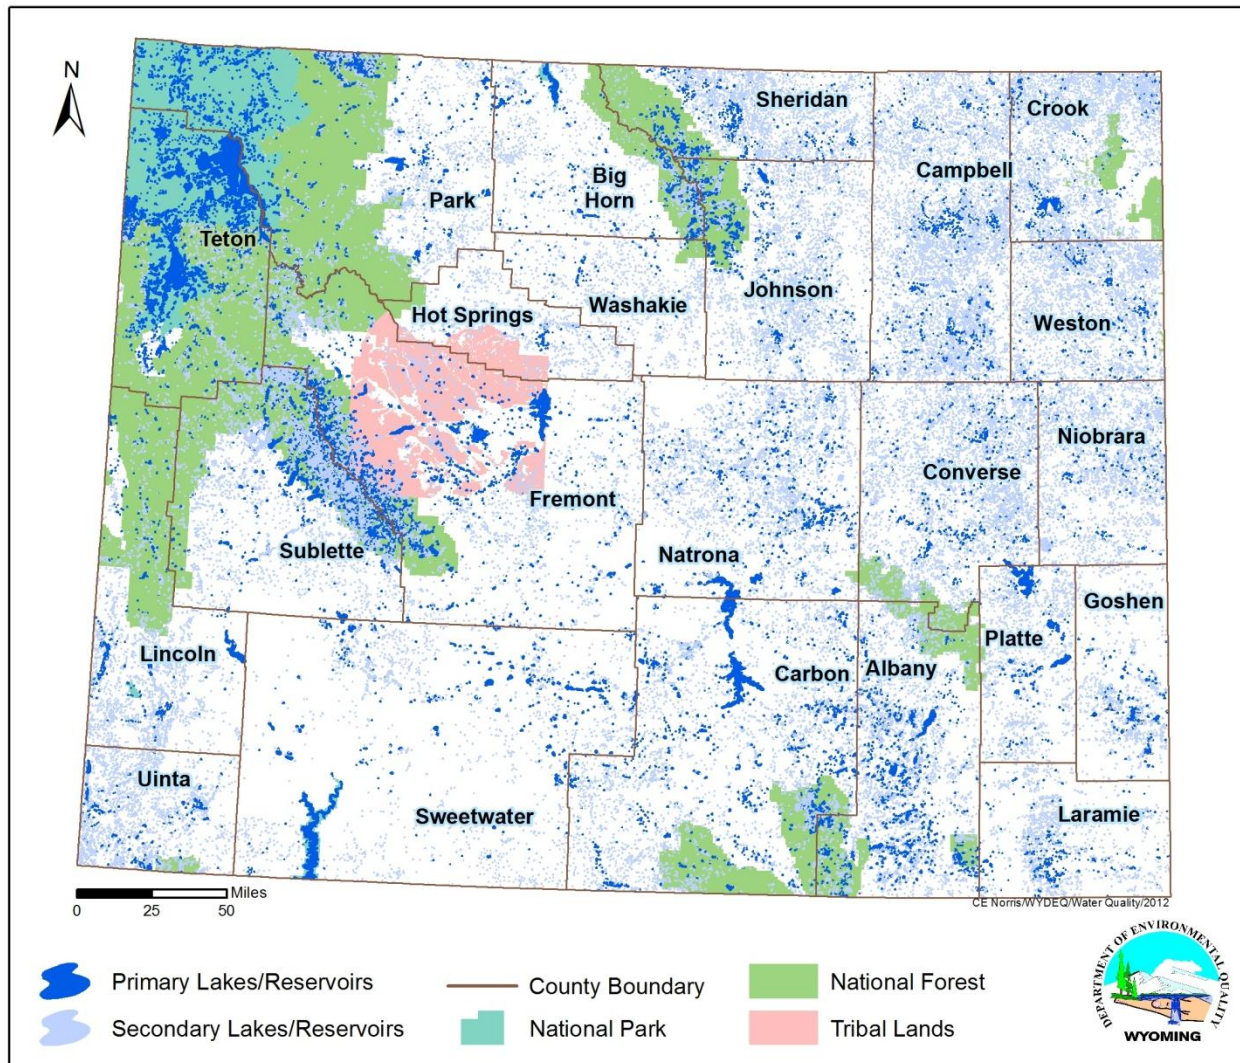 N
Sheridan
Crook
Campbell
Big
Horn
Park
Teton
Johnson
Washakie
Hot Springs
Weston
Niobrara
Converse
Fremont
Sublette
Natrona
Goshen
Platte
Lincoln
Carbon
Albany
Uinta
Sweetwater
Laramie
Miles
0 25 50
CE Norris/WYDEQ/Water Quality/2012
Primary Lakes/Reservoirs
County Boundary
National Forest
Secondary Lakes/Reservoirs
National Park
Tribal Lands
DEPARTMENT OF ENVIRONMENTAL QUALITY
WYOMING